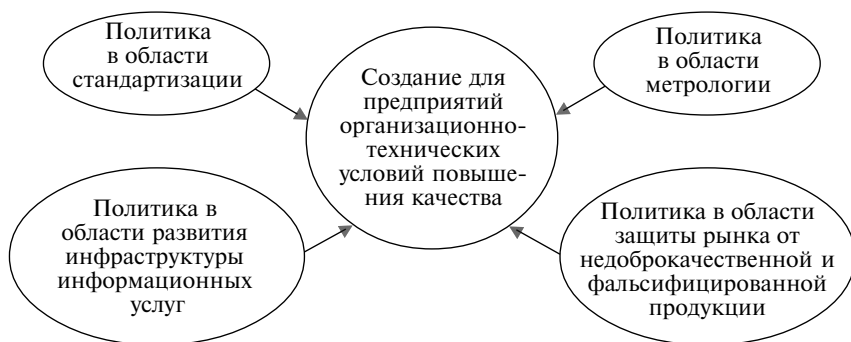 Политика
в области
стандартизации
Создание для
предприятий
организационно-
технических
условий повыше-
ния качества
Политика
в области
метрологии
Политика в
области развития
инфраструктуры
информационных
услуг
Политика в области
защиты рынка от
недоброкачественной и
фальсифицированной
продукции